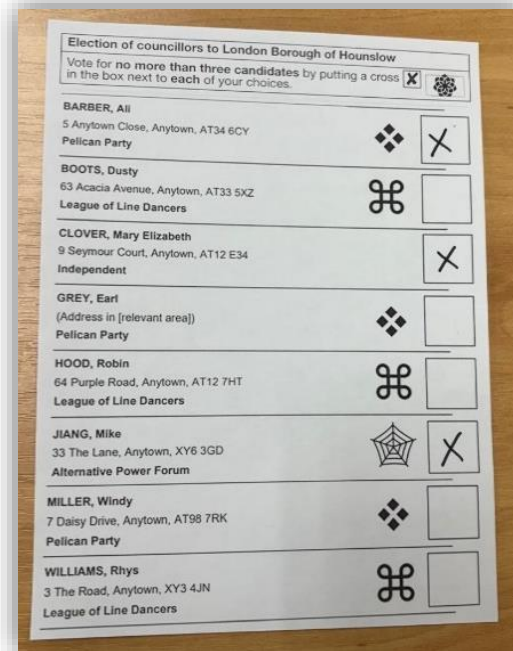 Election of councillors to London Borough of Hounslow
Vote for no more than three candidates by putting a cross
in the box next to each of your choices.
BARBER, Ali
5 Anytown Close, Anytown, AT34 6CY
Pelican Party
BOOTS, Dusty
63 Acacia Avenue, Anytown, AT33 5XZ
League of Line Dancers
CLOVER, Mary Elizabeth
9 Seymour Court, Anytown, AT12 E34
Independent
GREY, Earl
(Address in [relevant area])
Pelican Party
HOOD, Robin
64 Purple Road, Anytown, AT12 7HT
League of Line Dancers
JIANG, Mike
33 The Lane, Anytown, XY6 3GD
Alternative Power Forum
MILLER, Windy
7 Daisy Drive, Anytown, AT98 7RK
Pelican Party
WILLIAMS, Rhys
3 The Road, Anytown, XY3 4JN
League of Line Dancers